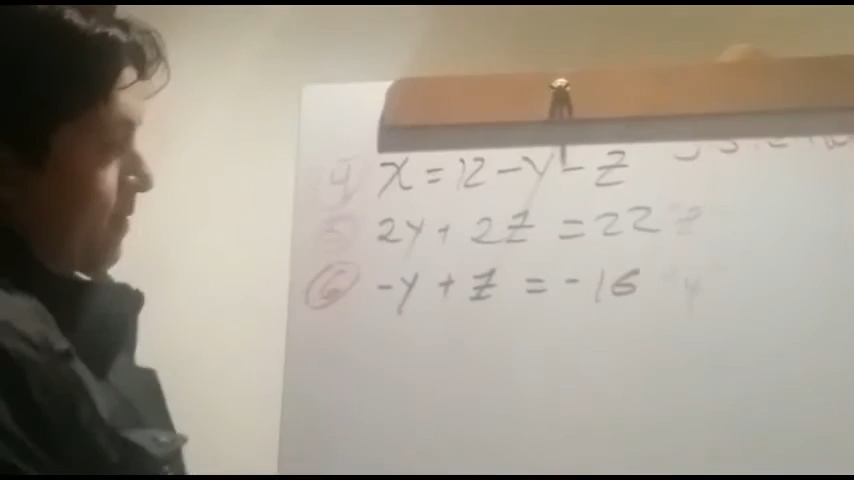 4 x = 12 - y - z
5 2y + 2z = 22
6 -y + z = -16